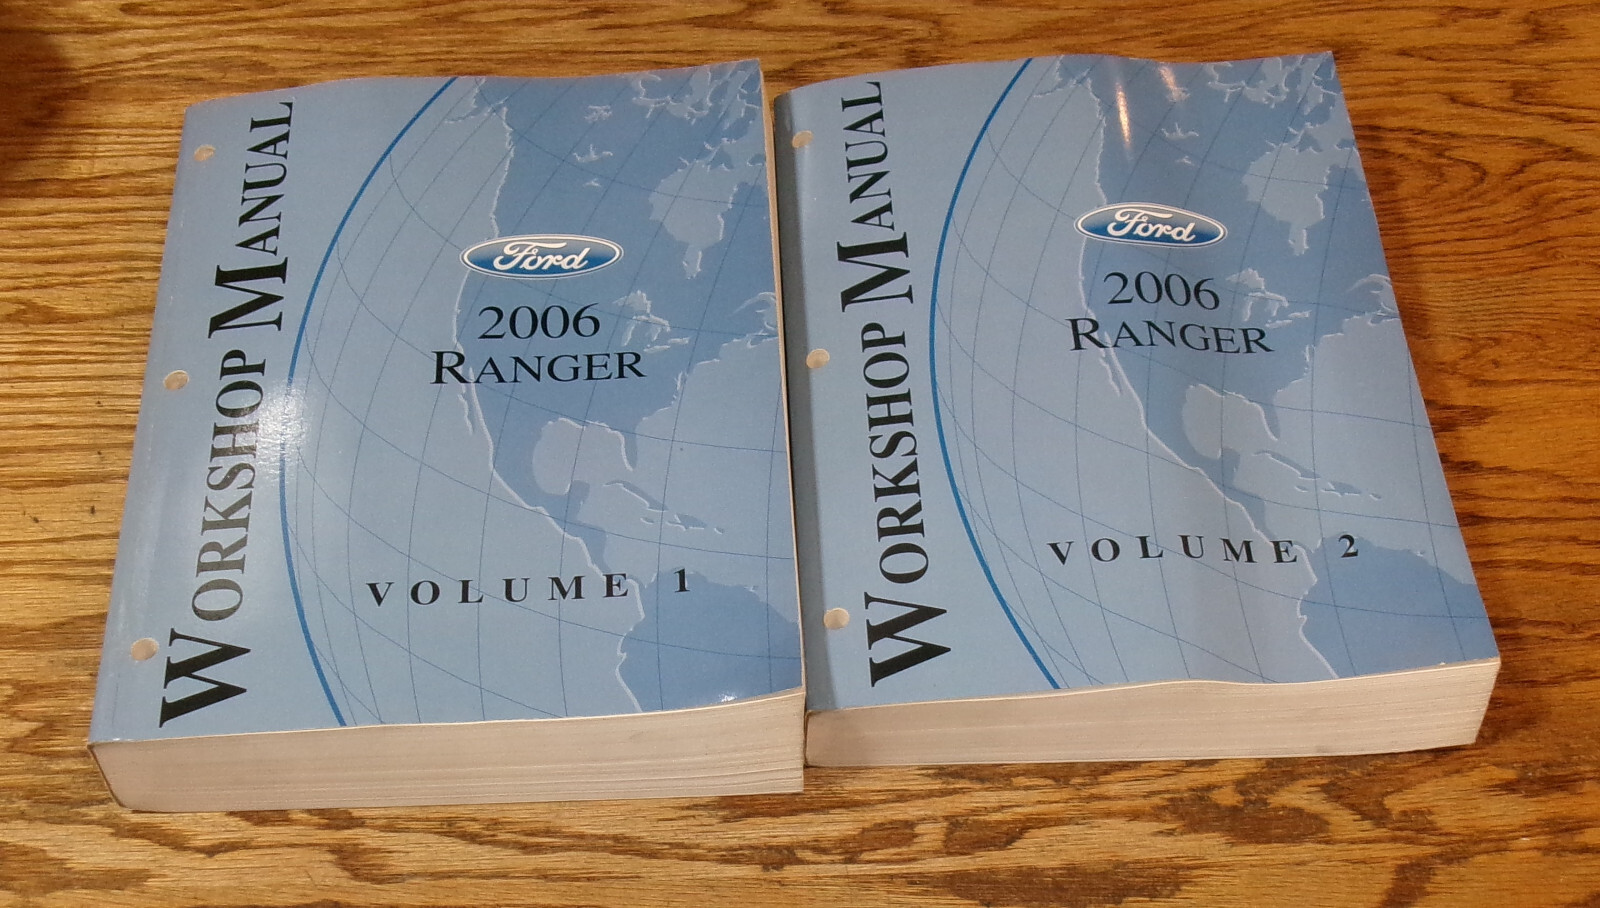 WORKSHOP MANUAL
Ford
2006
RANGER
VOLUME 1
WORKSHOP MANUAL
Ford
2006
RANGER
VOLUME 2